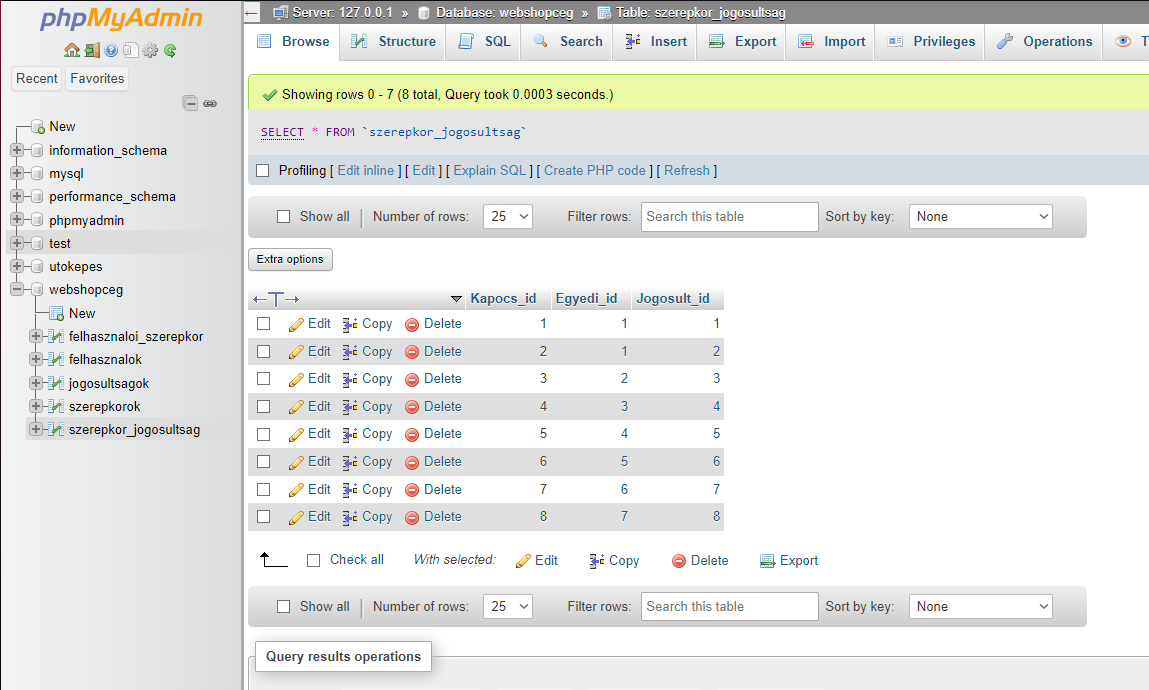 phpMyAdmin
Recent Favorites
New
information_schema
mysql
performance_schema
phpmyadmin
test
utokepes
webshopceg
New
felhasznaloi_szerepkor
felhasznalok
jogosultsagok
szerepkorok
szerepkor_jogosultsag
Server: 127.0.0.1 » Database: webshopceg » Table: szerepkor_jogosultsag
Browse Structure SQL Search Insert Export Import Privileges Operations T
Showing rows 0 - 7 (8 total, Query took 0.0003 seconds.)
SELECT * FROM `szerepkor_jogosultsag`
Profiling [ Edit inline ] [ Edit ] [ Explain SQL ] [ Create PHP code ] [ Refresh ]
Show all | Number of rows: 25 Filter rows: Search this table Sort by key: None
Extra options
←T→ Kapocs_id Egyedi_id Jogosult_id
Edit Copy Delete 1 1 1
Edit Copy Delete 2 1 2
Edit Copy Delete 3 2 3
Edit Copy Delete 4 3 4
Edit Copy Delete 5 4 5
Edit Copy Delete 6 5 6
Edit Copy Delete 7 6 7
Edit Copy Delete 8 7 8
Check all With selected: Edit Copy Delete Export
Show all | Number of rows: 25 Filter rows: Search this table Sort by key: None
Query results operations